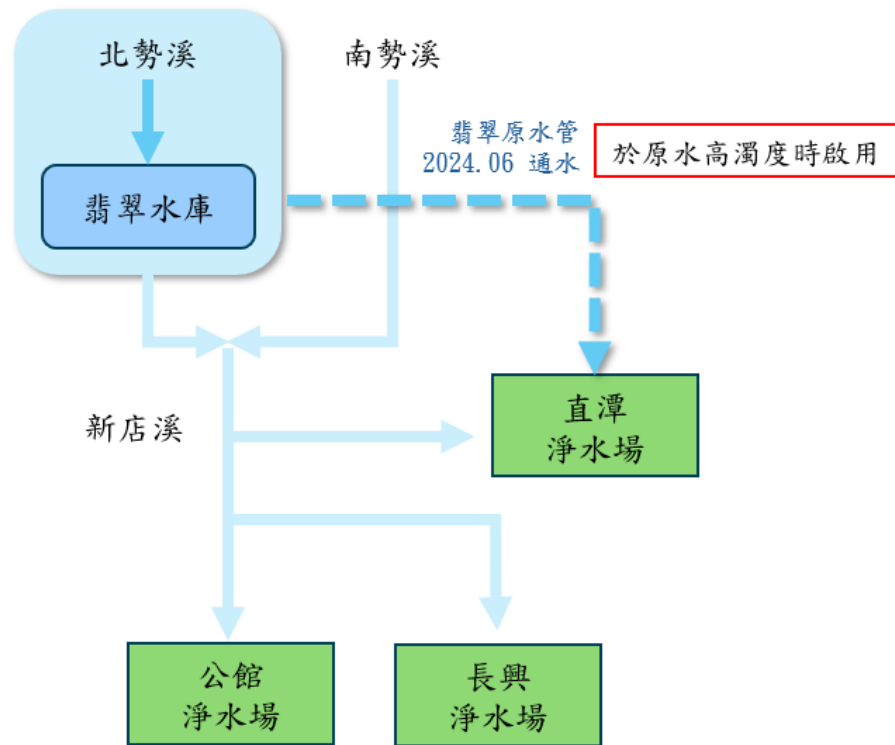 北勢溪
南勢溪
翡翠原水管
2024.06 通水
於原水高濁度時啟用
翡翠水庫
新店溪
直潭
淨水場
公館
淨水場
長興
淨水場